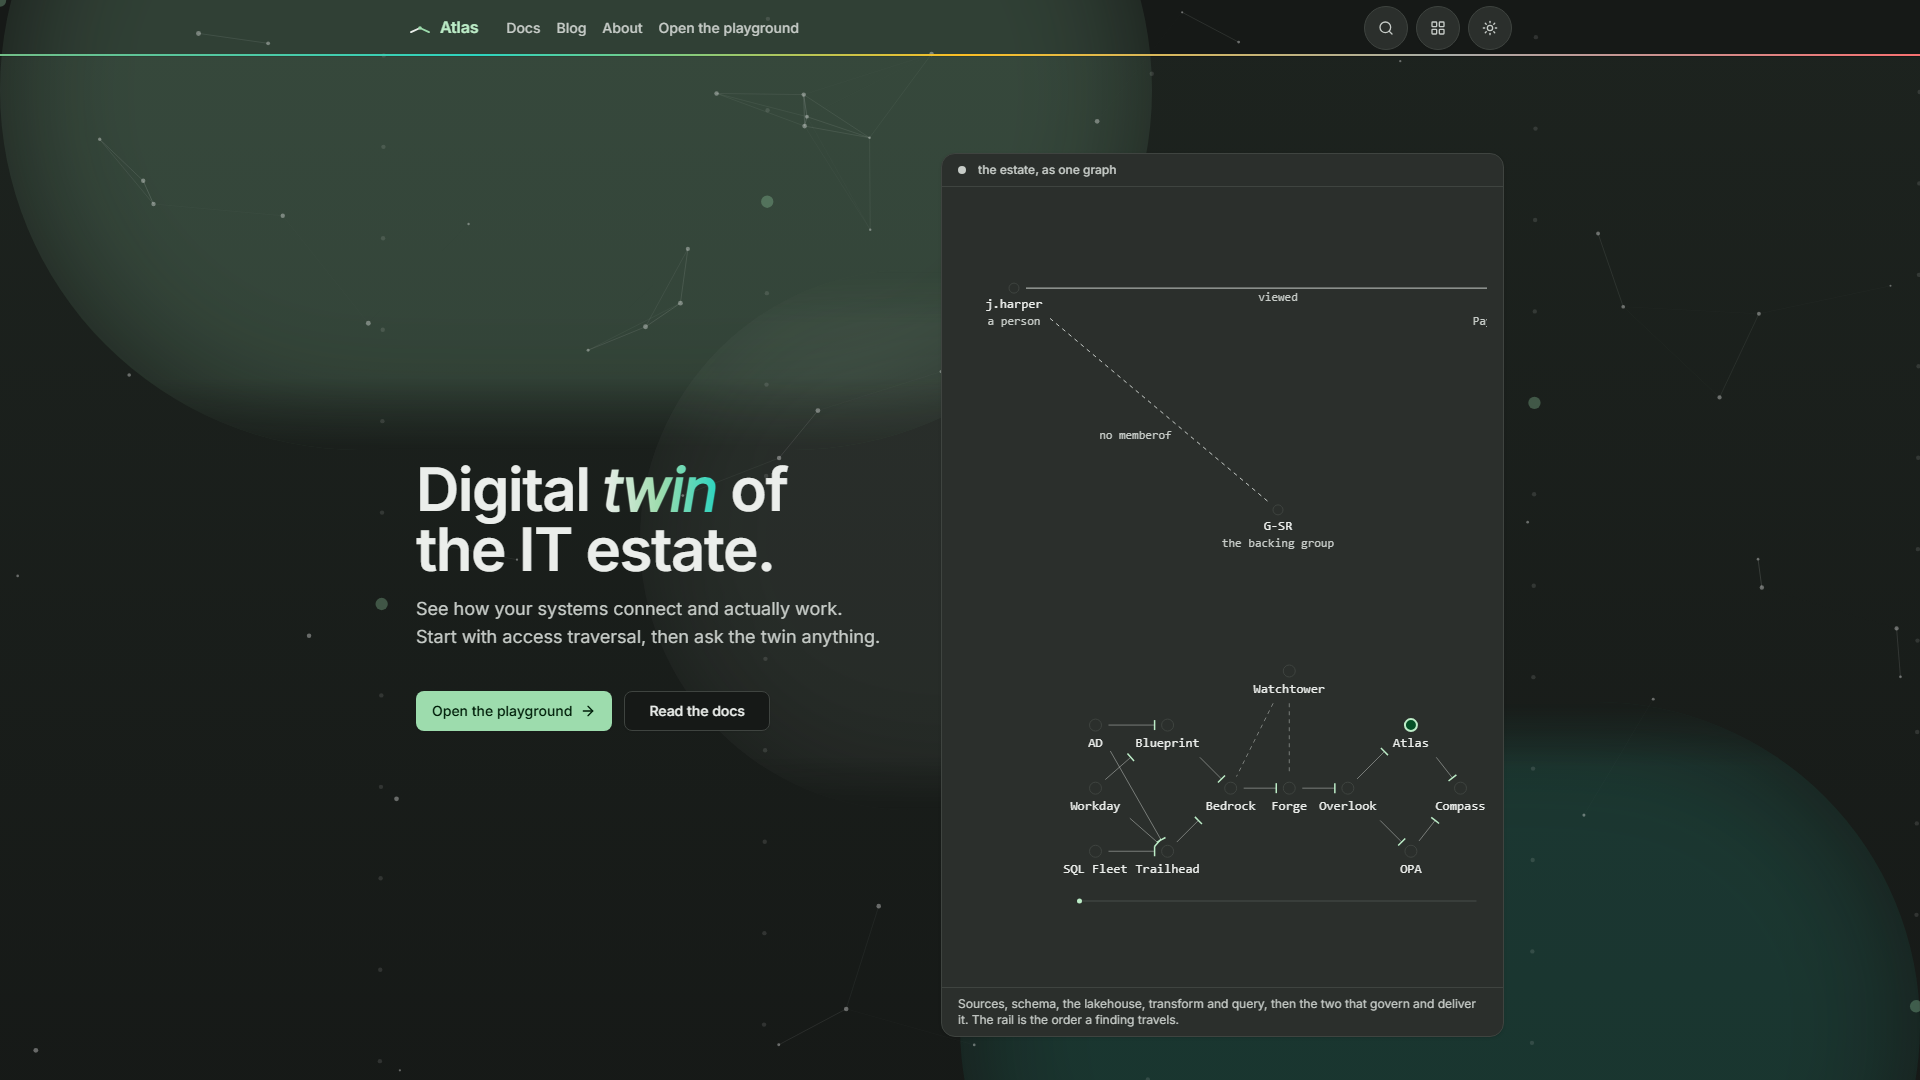 Atlas Docs Blog About Open the playground
the estate, as one graph
viewed
j.harper
a person
no memberof
G-SR
the backing group
Digital twin of
the IT estate.
See how your systems connect and actually work.
Start with access traversal, then ask the twin anything.
Open the playground
Read the docs
Watchtower
AD Blueprint Atlas
Workday Bedrock Forge Overlook Compass
SQL Fleet Trailhead OPA
Sources, schema, the lakehouse, transform and query, then the two that govern and deliver
it. The rail is the order a finding travels.